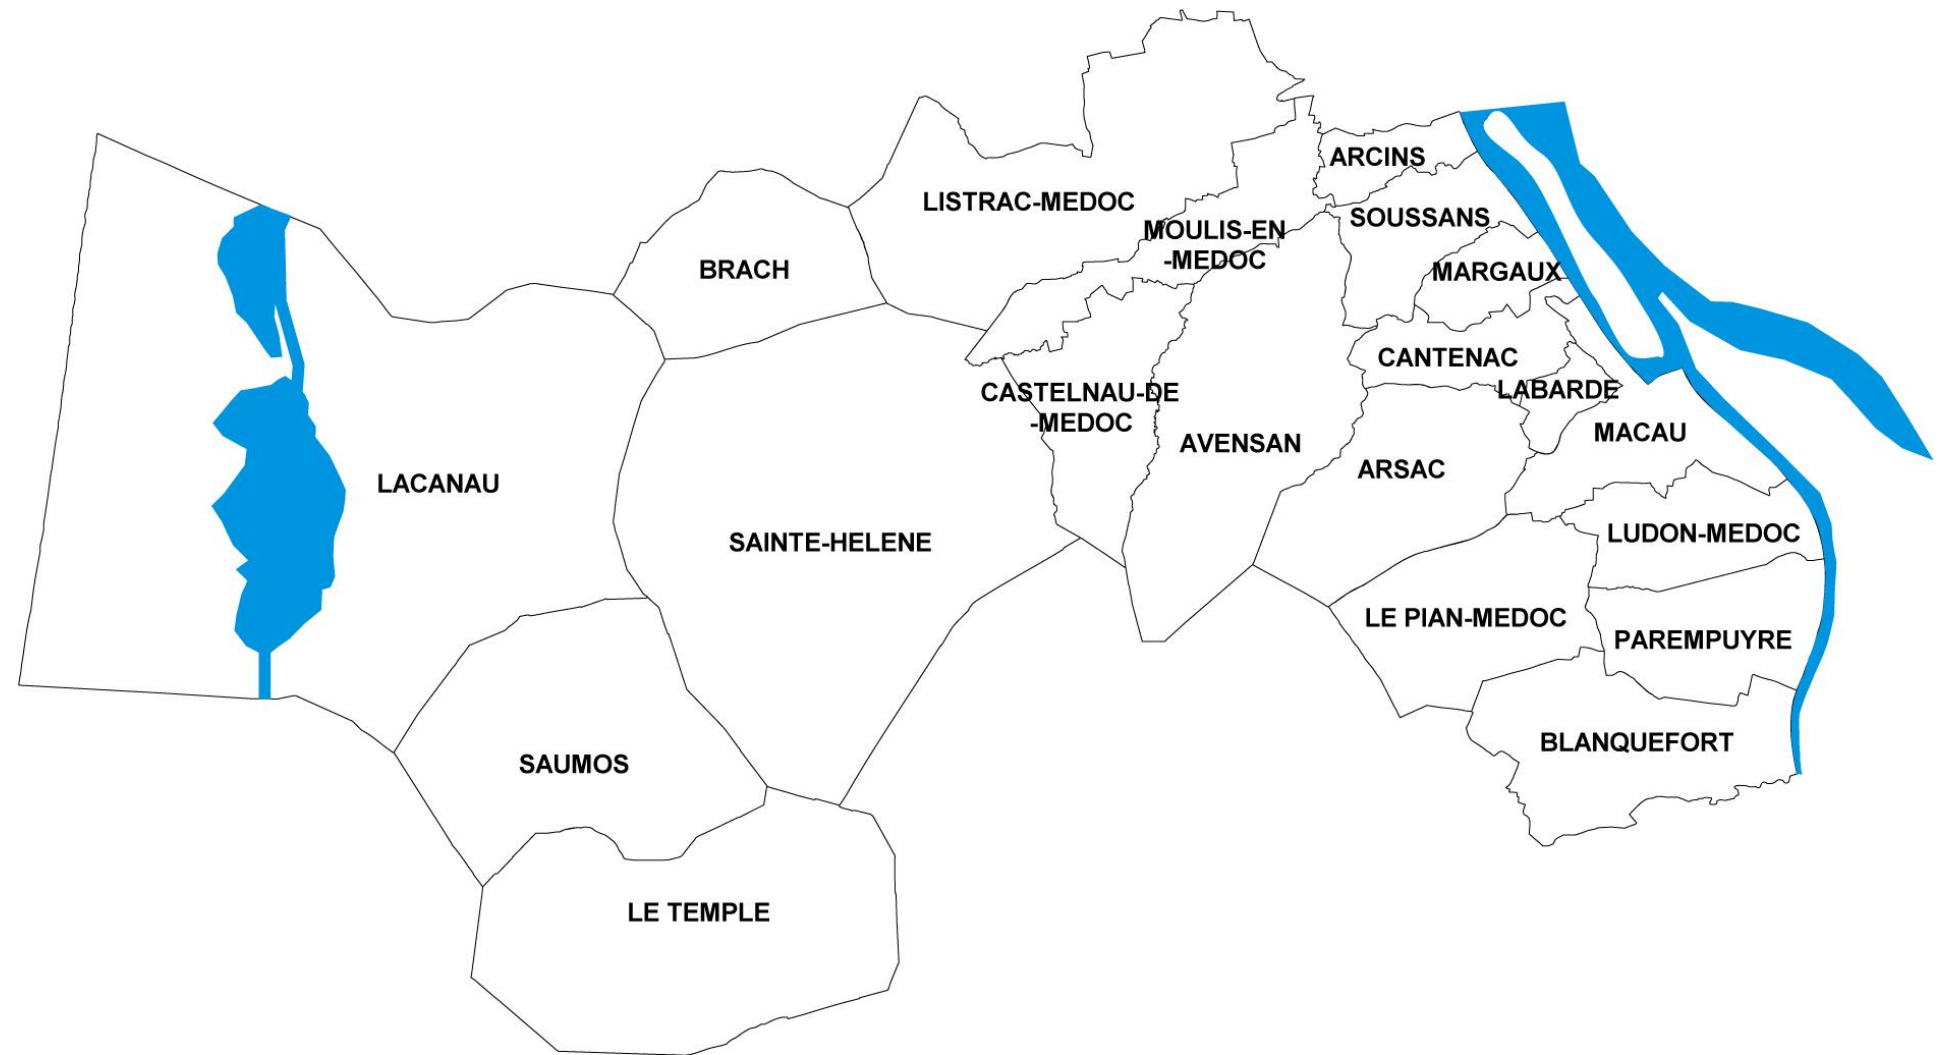 ARCINS
LISTRAC-MEDOC
SOUSSANS
MOULIS-EN
-MEDOC
BRACH
MARGAUX
CANTENAC
CASTELNAU-DE
-MEDOC
LABARDE
MACAU
AVENSAN
ARSAC
LACANAU
SAINTE-HELENE
LUDON-MEDOC
LE PIAN-MEDOC
PAREMPUYRE
BLANQUEFORT
SAUMOS
LE TEMPLE